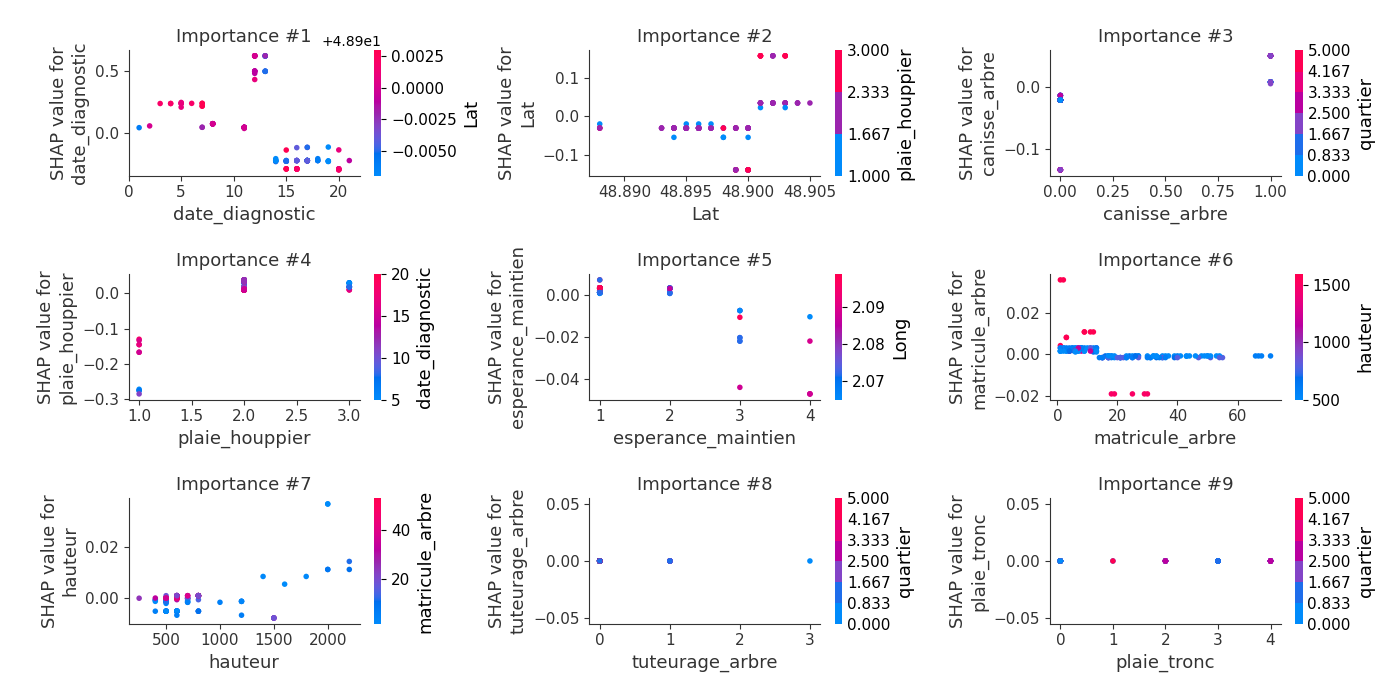 Importance #1
+4.89e1
SHAP value for
date_diagnostic
0.5
0.0
0 5 10 15 20
date_diagnostic
0.0025
0.0000
−0.0025
−0.0050
Lat
Importance #2
SHAP value for
Lat
0.1
0.0
−0.1
48.890 48.895 48.900 48.905
Lat
3.000
2.333
1.667
1.000
plaie_houppier
Importance #3
SHAP value for
canisse_arbre
0.0
−0.1
0.00 0.25 0.50 0.75 1.00
canisse_arbre
5.000
4.167
3.333
2.500
1.667
0.833
0.000
quartier
Importance #4
SHAP value for
plaie_houppier
0.0
−0.1
−0.2
−0.3
1.0 1.5 2.0 2.5 3.0
plaie_houppier
20
15
10
5
date_diagnostic
Importance #5
SHAP value for
esperance_maintien
0.00
−0.02
−0.04
1 2 3 4
esperance_maintien
2.09
2.08
2.07
Long
Importance #6
SHAP value for
matricule_arbre
0.02
0.00
−0.02
0 20 40 60
matricule_arbre
1500
1000
500
hauteur
Importance #7
SHAP value for
hauteur
0.02
0.00
500 1000 1500 2000
hauteur
40
20
matricule_arbre
Importance #8
SHAP value for
tuteurage_arbre
0.05
0.00
−0.05
0 1 2 3
tuteurage_arbre
5.000
4.167
3.333
2.500
1.667
0.833
0.000
quartier
Importance #9
SHAP value for
plaie_tronc
0.05
0.00
−0.05
0 1 2 3 4
plaie_tronc
5.000
4.167
3.333
2.500
1.667
0.833
0.000
quartier